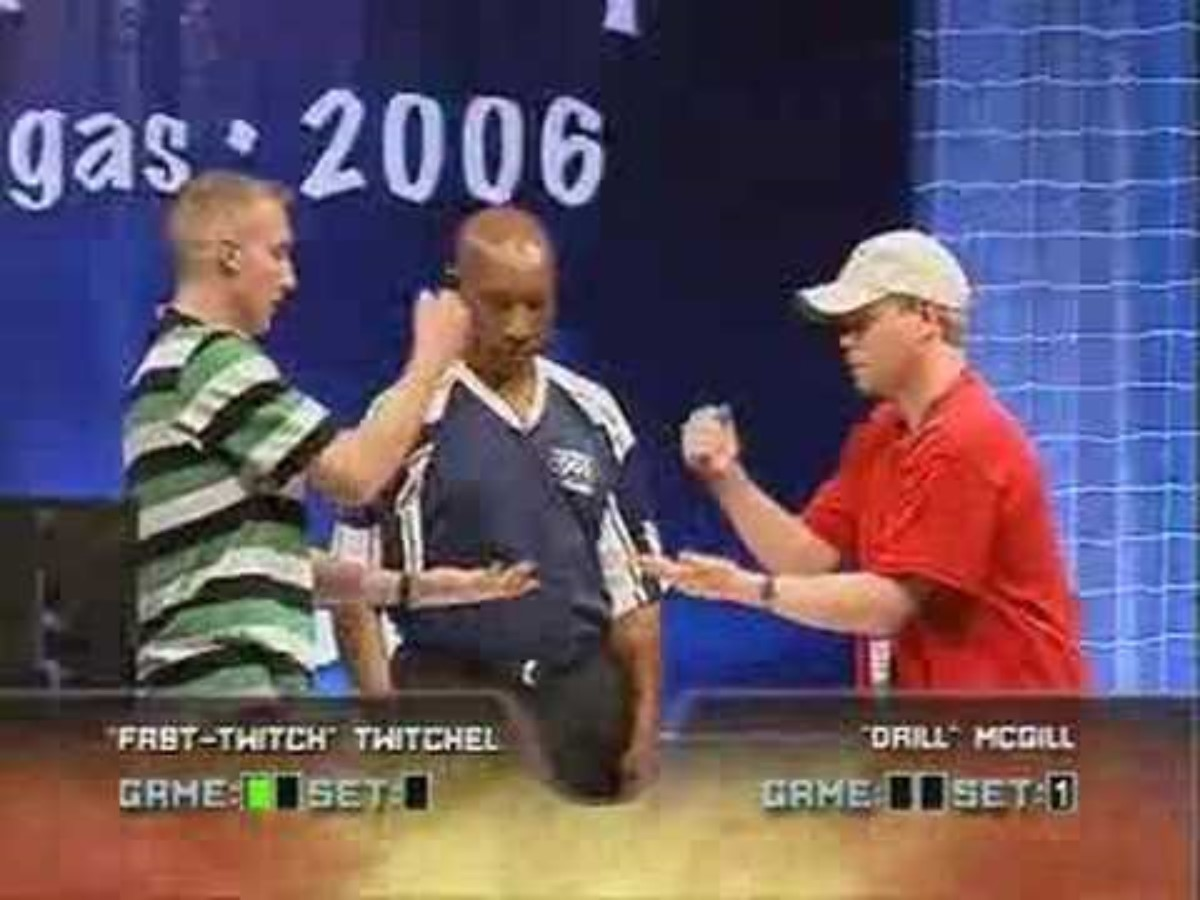 gas • 2006
"FAST-TWITCH" TWITCHEL
"DRILL" MCGILL
GAME: SET:
GAME: SET: 1